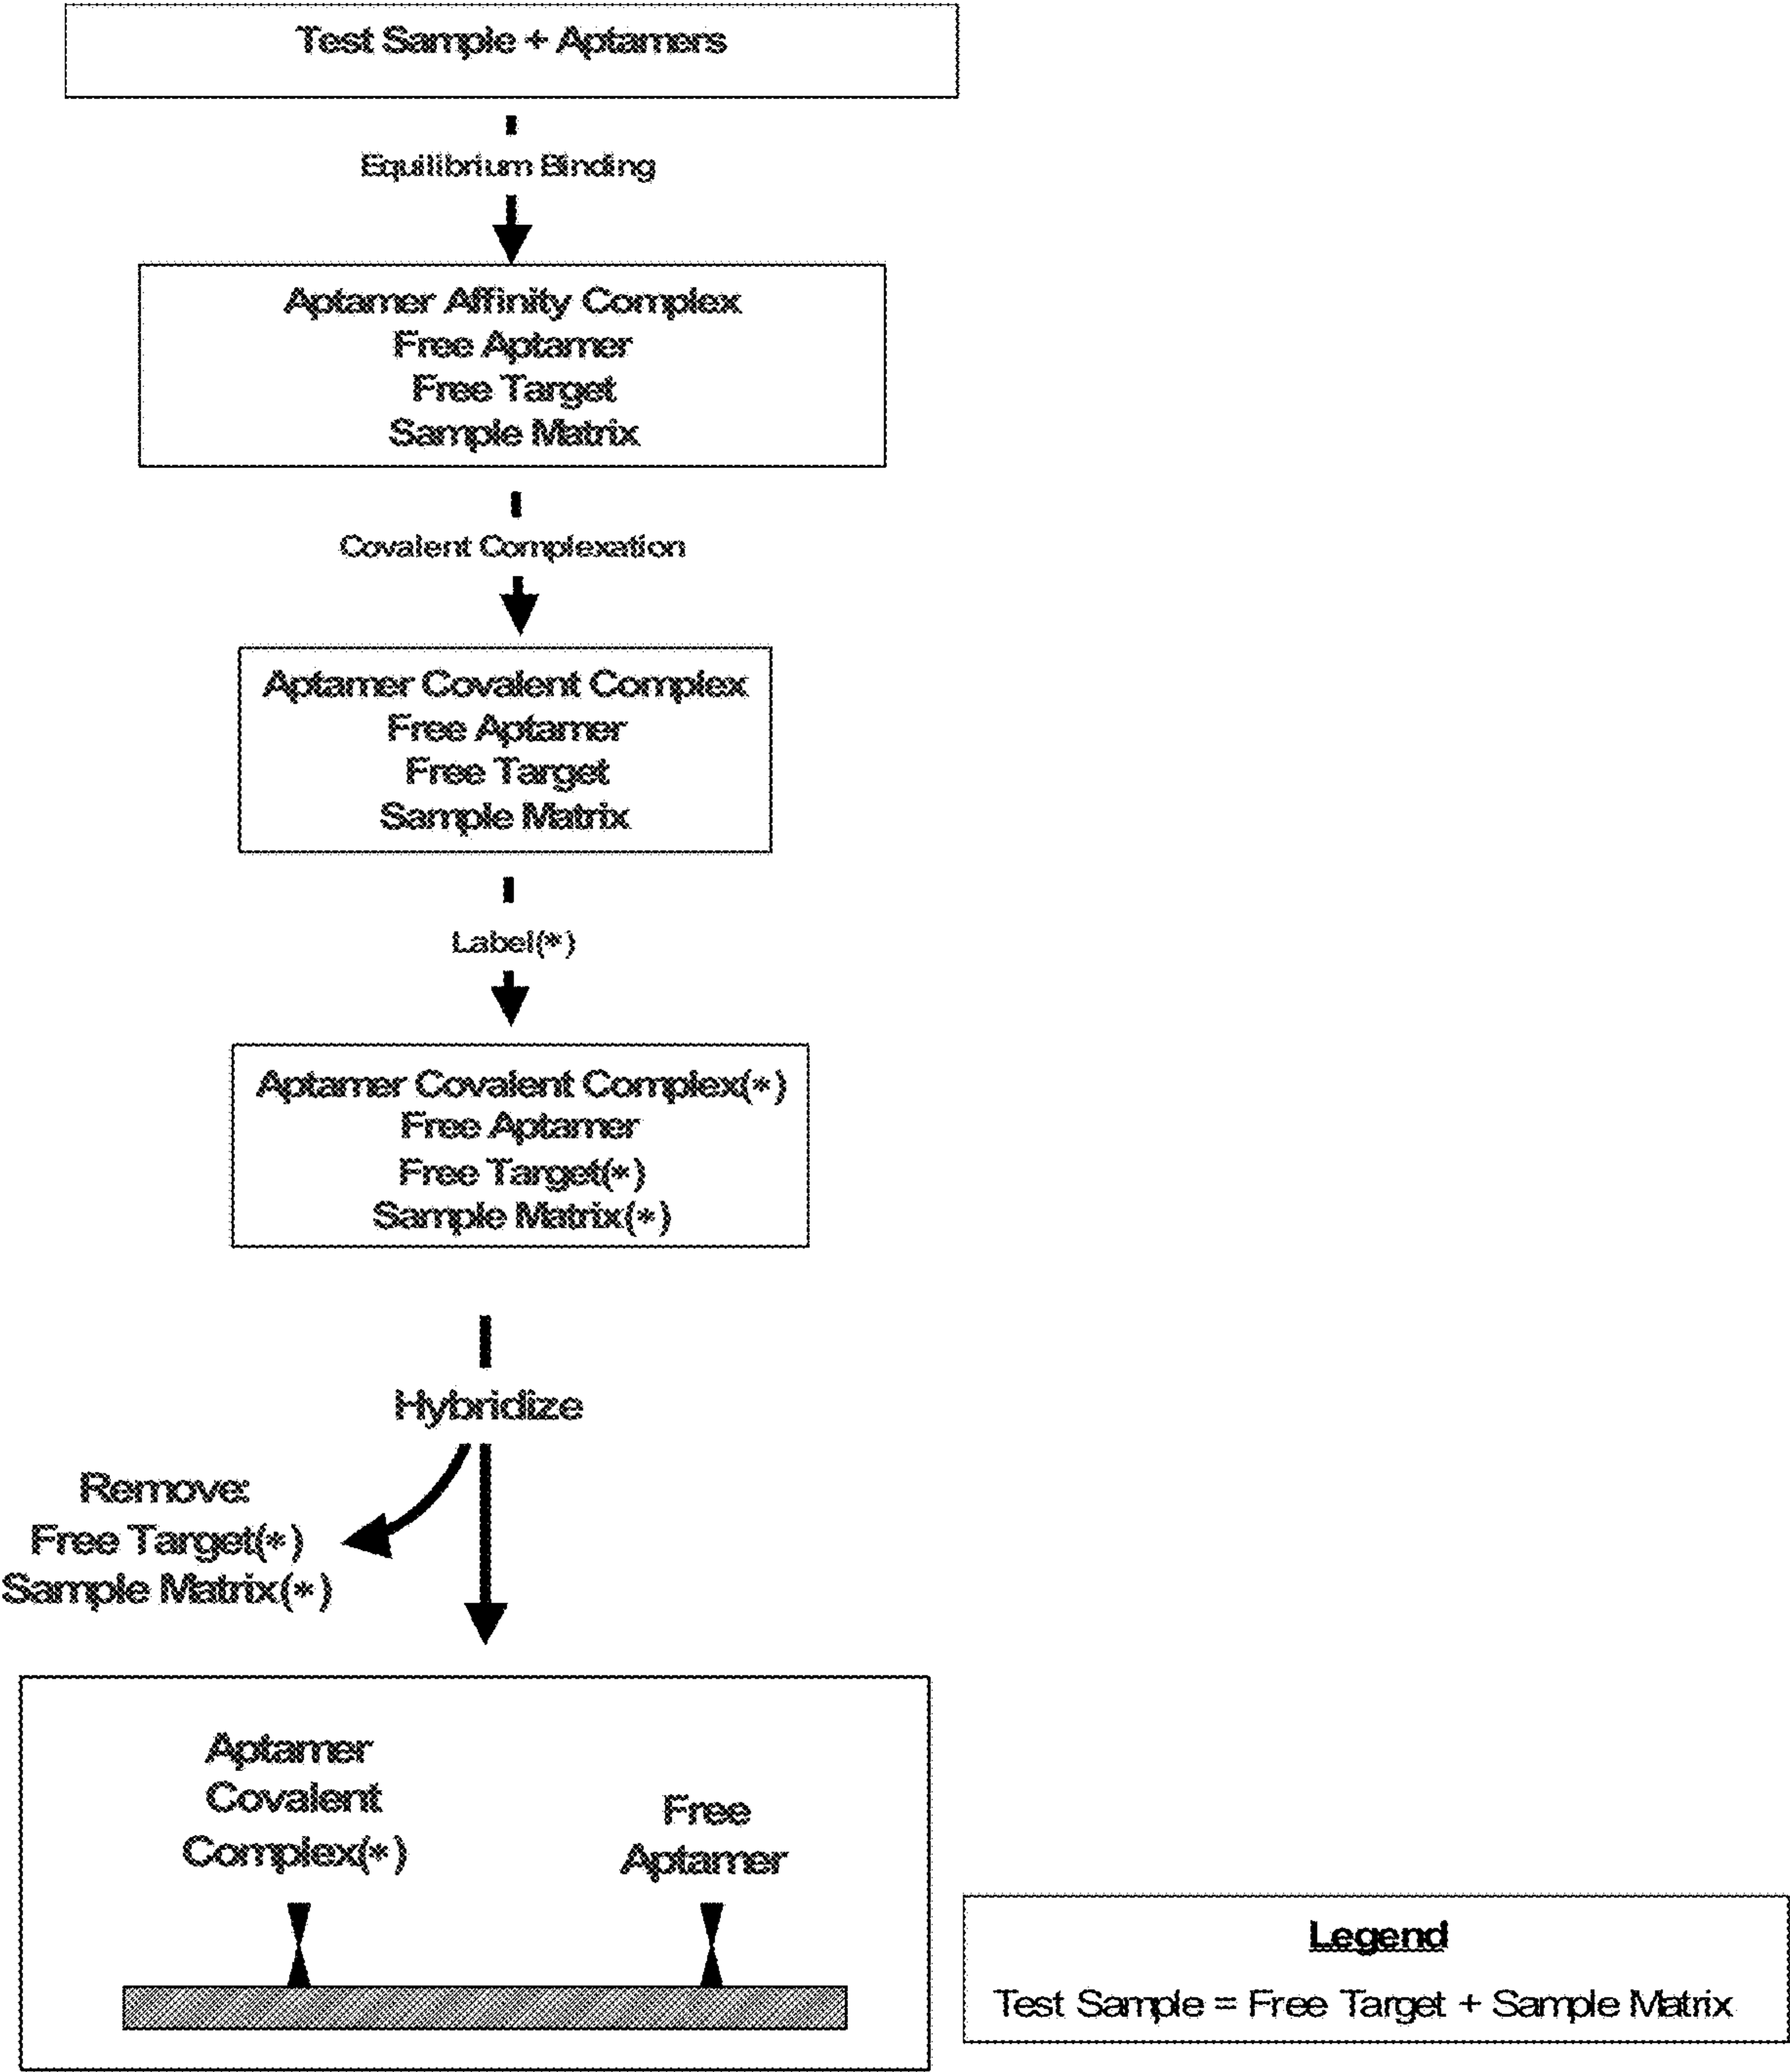 Test Sample + Aptamers
Equilibrium Binding
Aptamer Affinity Complex
Free Aptamer
Free Target
Sample Matrix
Covalent Complexation
Aptamer Covalent Complex
Free Aptamer
Free Target
Sample Matrix
Label(*)
Aptamer Covalent Complex(*)
Free Aptamer
Free Target(*)
Sample Matrix(*)
Hybridize
Remove:
Free Target(*)
Sample Matrix(*)
Aptamer
Covalent
Complex(*)
Free
Aptamer
Legend
Test Sample = Free Target + Sample Matrix